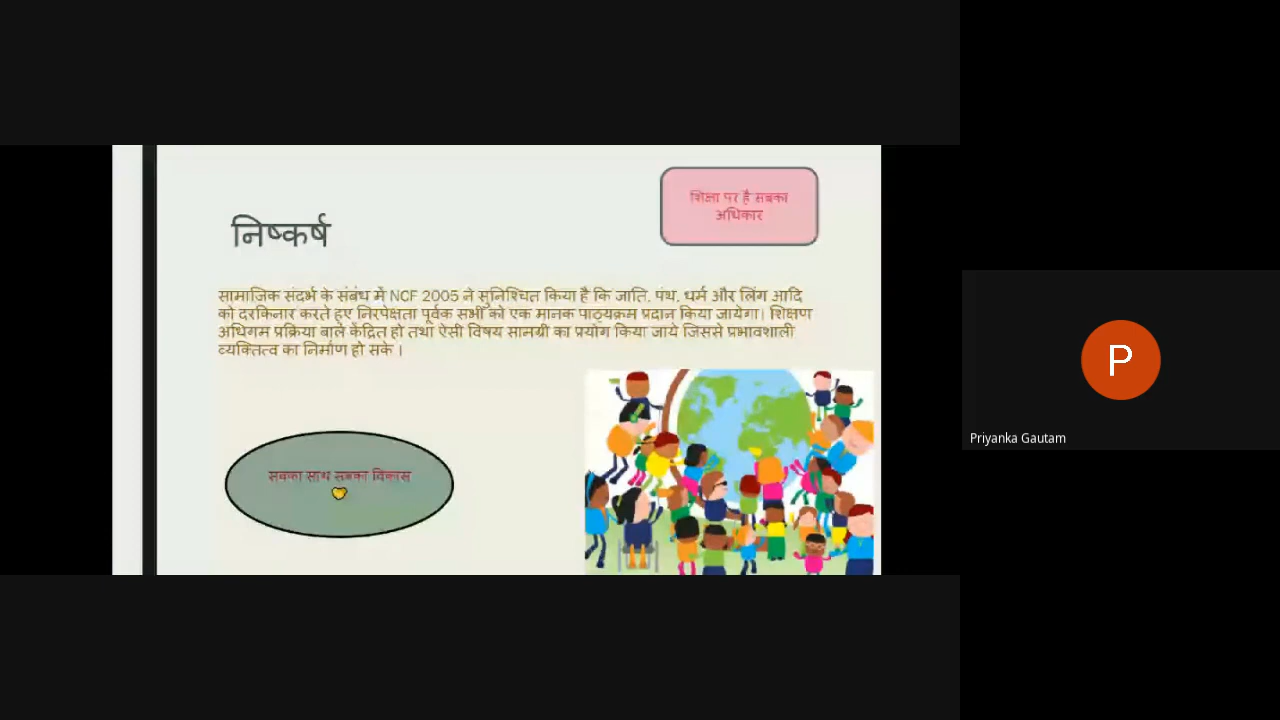 शिक्षा पर है सबका
अधिकार
निष्कर्ष
सामाजिक संदर्भ के संबंध में NCF 2005 ने सुनिश्चित किया है कि जाति, पंथ, धर्म और लिंग आदि
को दरकिनार करते हुए निरपेक्षता पूर्वक सभी को एक मानक पाठ्यक्रम प्रदान किया जायेगा। शिक्षण
अधिगम प्रक्रिया बाल केंद्रित हो तथा ऐसी विषय सामग्री का प्रयोग किया जाये जिससे प्रभावशाली
व्यक्तित्व का निर्माण हो सके ।
सबका साथ सबका विकास
P
Priyanka Gautam